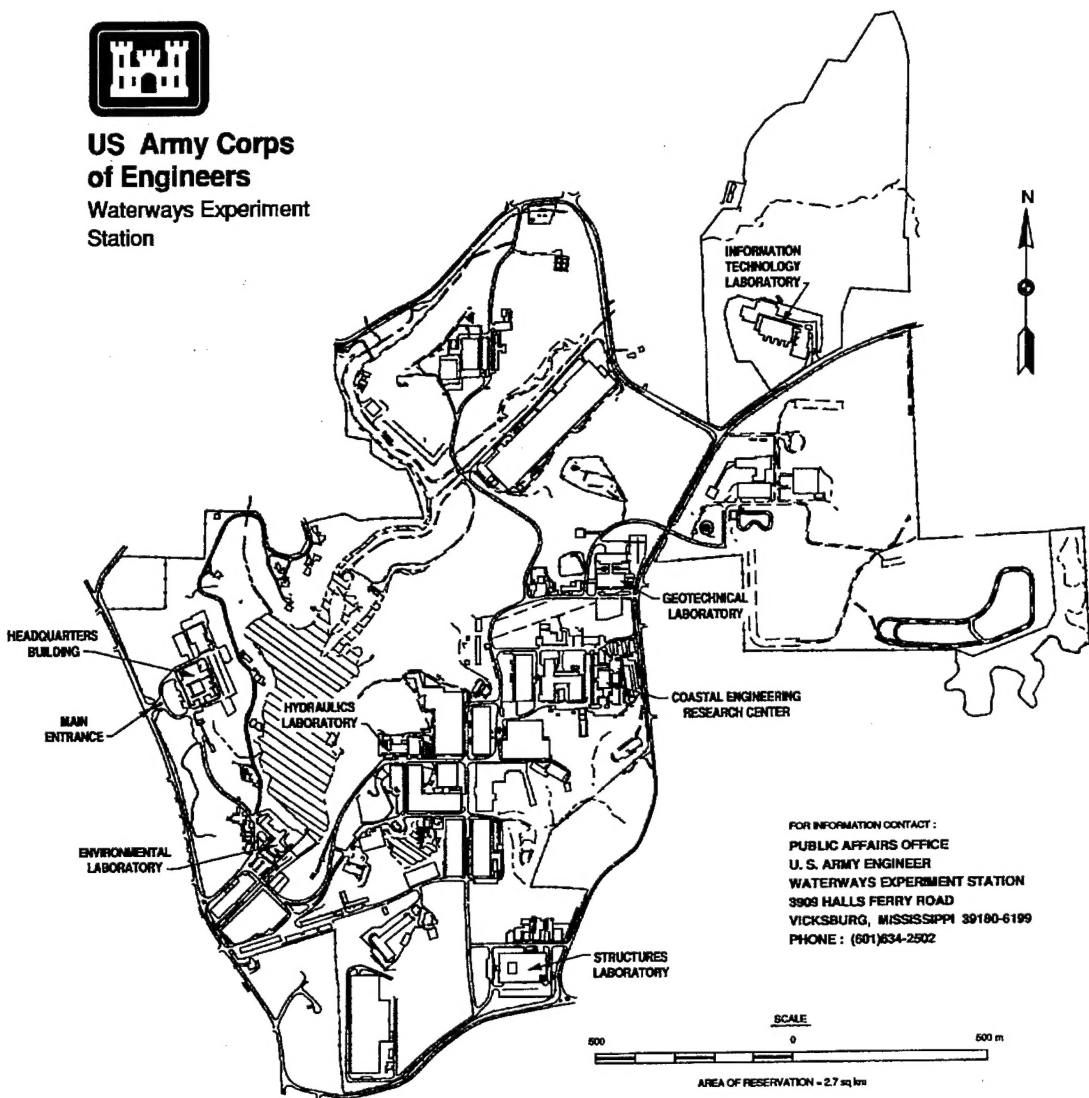 US Army Corps
of Engineers
Waterways Experiment
Station
N
INFORMATION
TECHNOLOGY
LABORATORY
GEOTECHNICAL
LABORATORY
HEADQUARTERS
BUILDING
HYDRAULICS
LABORATORY
COASTAL ENGINEERING
RESEARCH CENTER
MAIN
ENTRANCE
ENVIRONMENTAL
LABORATORY
FOR INFORMATION CONTACT :
PUBLIC AFFAIRS OFFICE
U. S. ARMY ENGINEER
WATERWAYS EXPERIMENT STATION
3909 HALLS FERRY ROAD
VICKSBURG, MISSISSIPPI 39180-6199
PHONE : (601)634-2502
STRUCTURES
LABORATORY
SCALE
500 0 500 m
AREA OF RESERVATION = 2.7 sq km